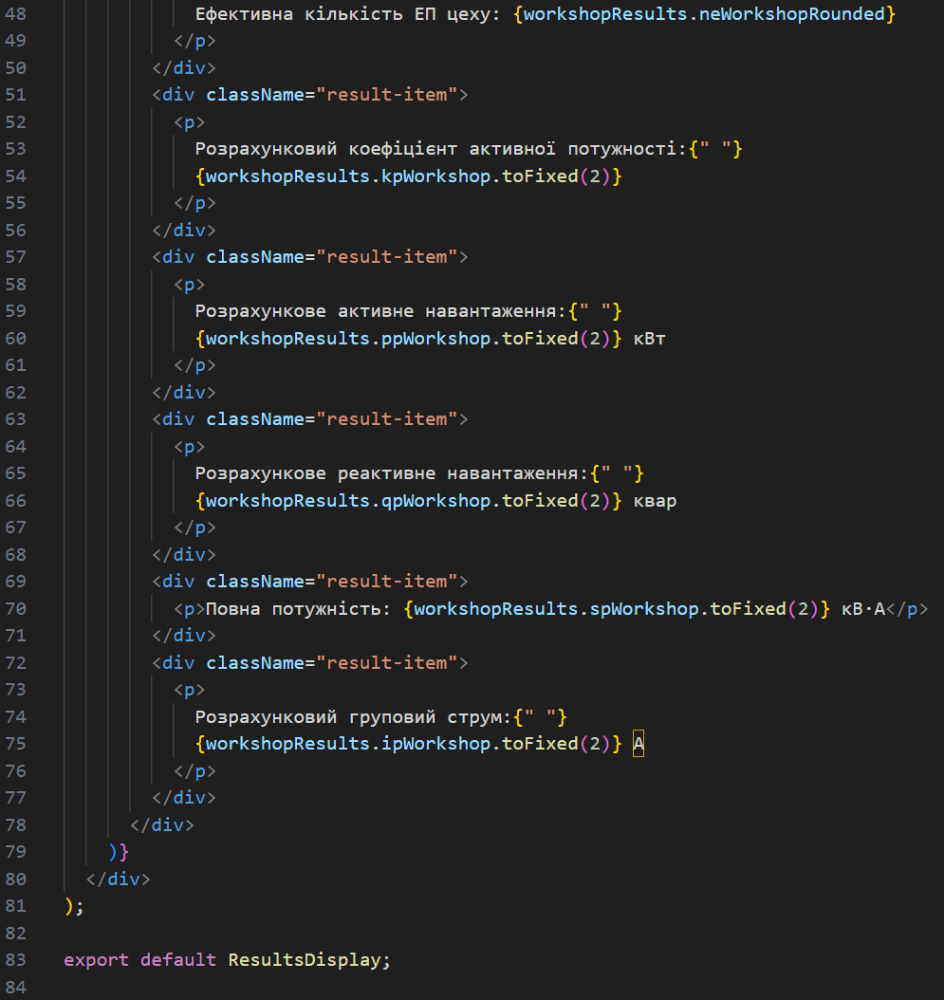 48 Ефективна кількість ЕП цеху: {workshopResults.neWorkshopRounded}
49 </p>
50 </div>
51 <div className="result-item">
52 <p>
53 Розрахунковий коефіцієнт активної потужності:{" "}
54 {workshopResults.kpWorkshop.toFixed(2)}
55 </p>
56 </div>
57 <div className="result-item">
58 <p>
59 Розрахункове активне навантаження:{" "}
60 {workshopResults.ppWorkshop.toFixed(2)} кВт
61 </p>
62 </div>
63 <div className="result-item">
64 <p>
65 Розрахункове реактивне навантаження:{" "}
66 {workshopResults.qpWorkshop.toFixed(2)} квар
67 </p>
68 </div>
69 <div className="result-item">
70 <p>Повна потужність: {workshopResults.spWorkshop.toFixed(2)} кВ·А</p>
71 </div>
72 <div className="result-item">
73 <p>
74 Розрахунковий груповий струм:{" "}
75 {workshopResults.ipWorkshop.toFixed(2)} А
76 </p>
77 </div>
78 </div>
79 )}
80 </div>
81 );
82
83 export default ResultsDisplay;
84